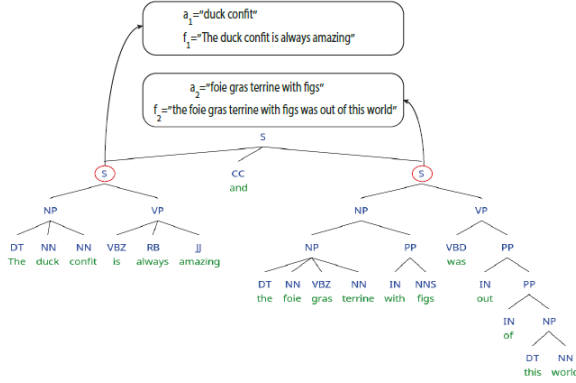 a1="duck confit"
f1="The duck confit is always amazing"
a2="foie gras terrine with figs"
f2="the foie gras terrine with figs was out of this world"
S
S CC S
and
NP VP NP VP
DT NN NN VBZ RB JJ NP PP VBD PP
The duck confit is always amazing was
DT NN VBZ NN IN NNS IN PP
the foie gras terrine with figs out
IN NP
of
DT NN
this world